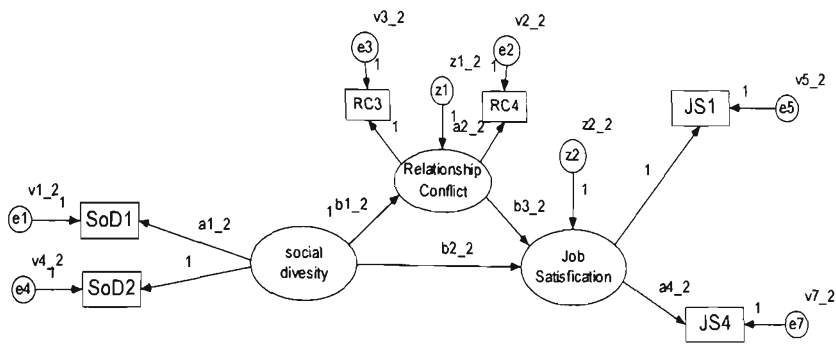 v3_2
v2_2
e3
e2
1
1
z1_2
z1
RC3
RC4
1
1
a2_2
v5_2
JS1
1
e5
z2_2
z2
1
1
Relationship
Conflict
v1_2
1
e1
SoD1
a1_2
1
b1_2
b3_2
social
divesity
b2_2
Job
Satisfication
v4_2
1
e4
SoD2
1
a4_2
v7_2
JS4
1
e7